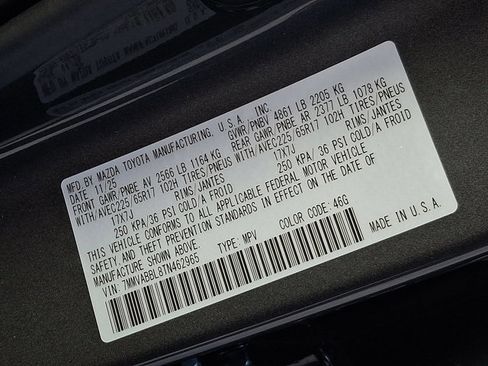 MFD. BY MAZDA TOYOTA MANUFACTURING, U.S.A., INC.
DATE 11/25 GVWR/PNBV 4861 LB 2205 KG
FRONT GAWR/PNBE AV 2566 LB 1164 KG REAR GAWR/PNBE AR 2377 LB 1078 KG
WITH/AVEC225 65R17 102H TIRES/PNEUS WITH/AVEC225 65R17 102H TIRES/PNEUS
17X7J RIMS/JANTES 17X7J RIMS/JANTES
250 KPA/36 PSI COLD/A FROID 250 KPA/36 PSI COLD/A FROID
THIS VEHICLE CONFORMS TO ALL APPLICABLE FEDERAL MOTOR VEHICLE
SAFETY AND THEFT PREVENTION STANDARDS IN EFFECT ON THE DATE OF
MANUFACTURE SHOWN ABOVE.
VIN: 7MMVABBL8TN462965 TYPE: MPV COLOR CODE: 46G
MADE IN U.S.A.